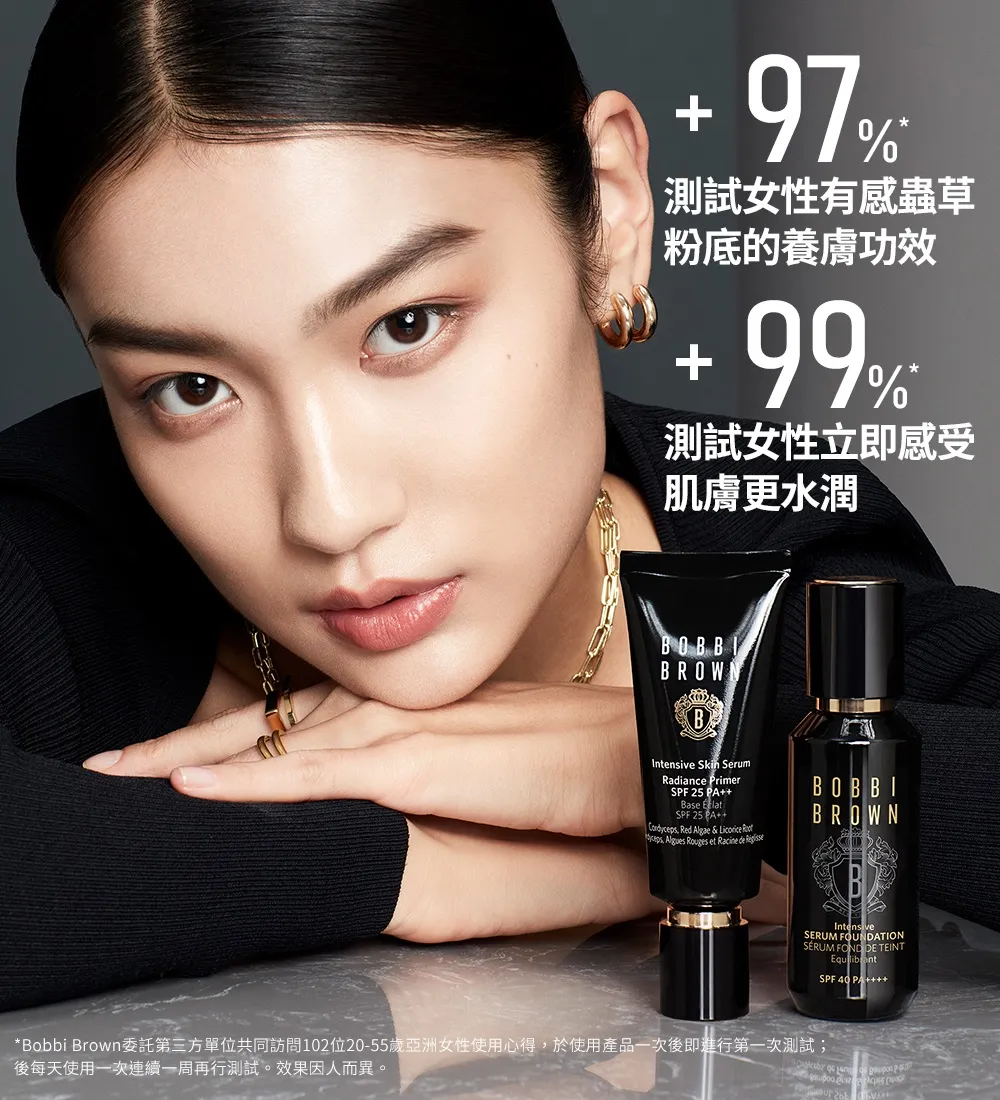 + 97%*
測試女性有感蟲草
粉底的養膚功效
+ 99%*
測試女性立即感受
肌膚更水潤
BOBBI
BROWN
B
Intensive Skin Serum
Radiance Primer
SPF 25 PA++
Base Éclat
SPF 25 PA++
Cordyceps, Red Algae & Licorice Root
Algues Rouges et Racine de Réglisse
BOBBI
BROWN
B
Intensive
SERUM FOUNDATION
SÉRUM FOND DE TEINT
Equilibrant
SPF 40 PA++++
*Bobbi Brown委託第三方單位共同訪問102位20-55歲亞洲女性使用心得，於使用產品一次後即進行第一次測試；
後每天使用一次連續一周再行測試。效果因人而異。